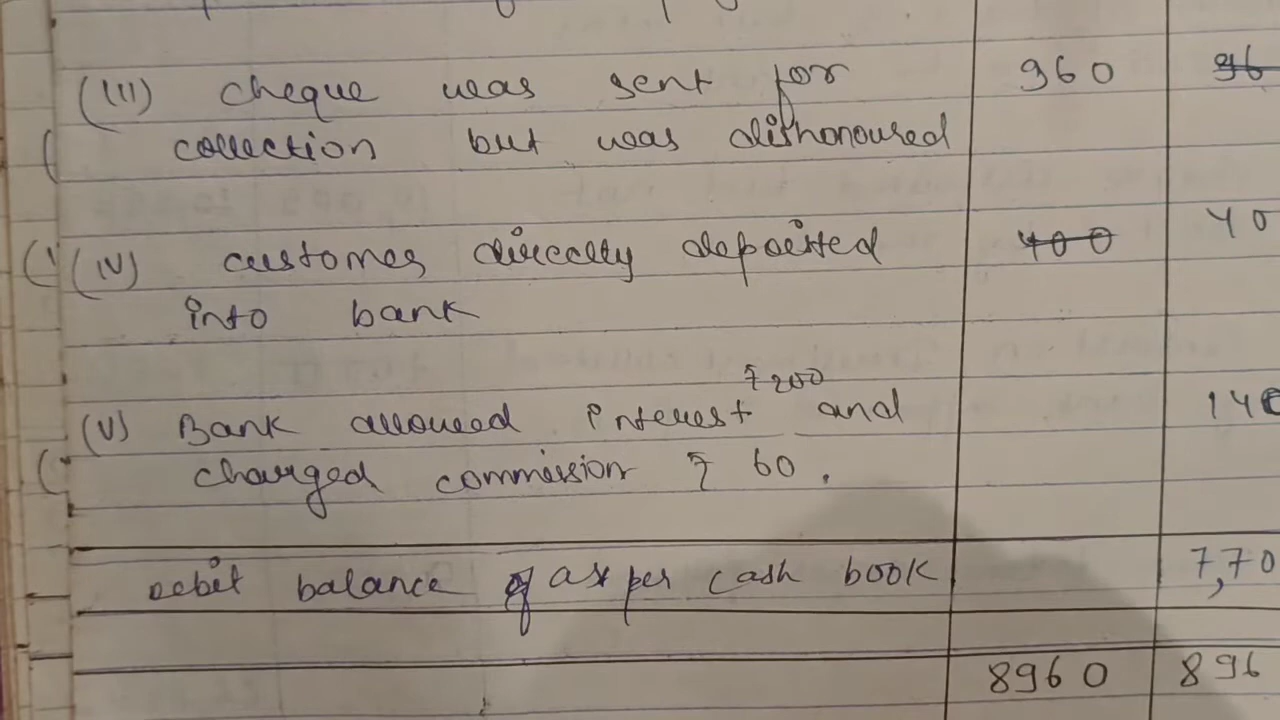 (III) cheque was sent for 960 96
collection but was dishonoured
(IV) customer directly deposited 400 40
into bank
₹200
(V) Bank allowed interest and 140
charged commission ₹ 60.
Debit balance as per cash book 7,70
8960 896